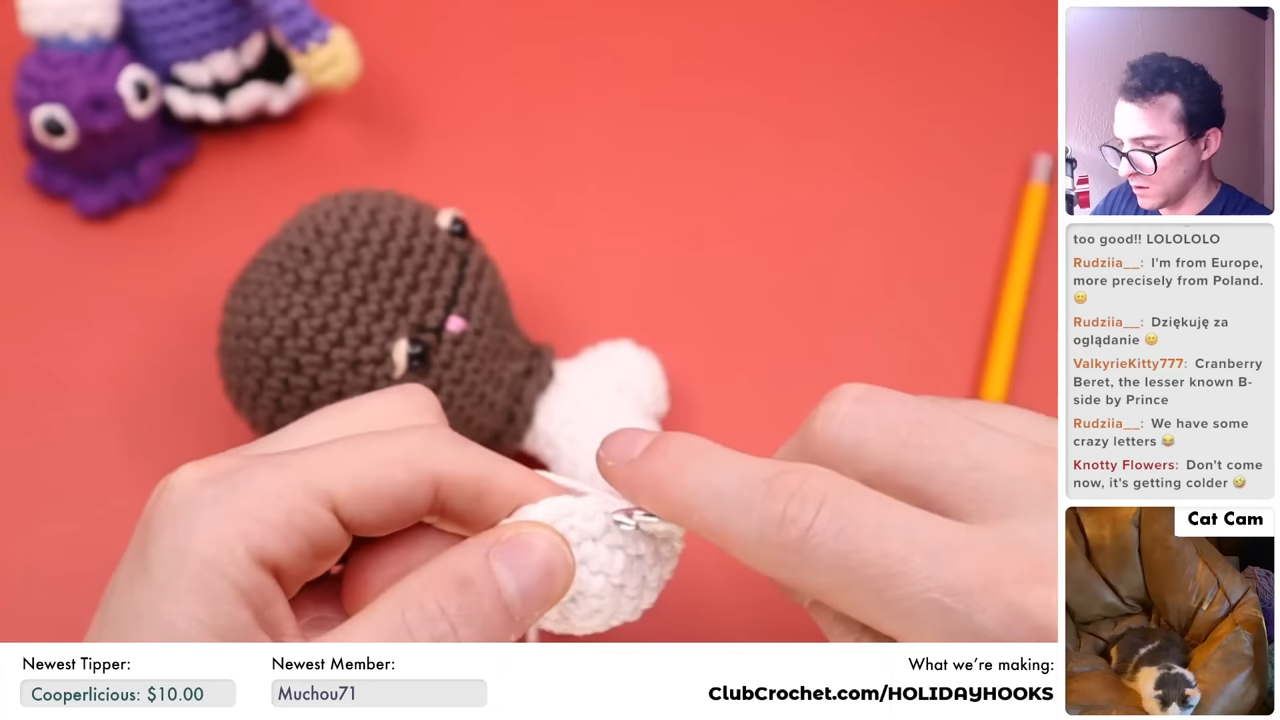 too good!! LOLOLOLO
Rudziia__: I'm from Europe,
more precisely from Poland.
😊
Rudziia__: Dziękuję za
oglądanie 😊
ValkyrieKitty777: Cranberry
Beret, the lesser known B-
side by Prince
Rudziia__: We have some
crazy letters 😂
Knotty Flowers: Don't come
now, it's getting colder 🤣
Cat Cam
Newest Tipper:
Cooperlicious: $10.00
Newest Member:
Muchou71
What we're making:
ClubCrochet.com/HOLIDAYHOOKS